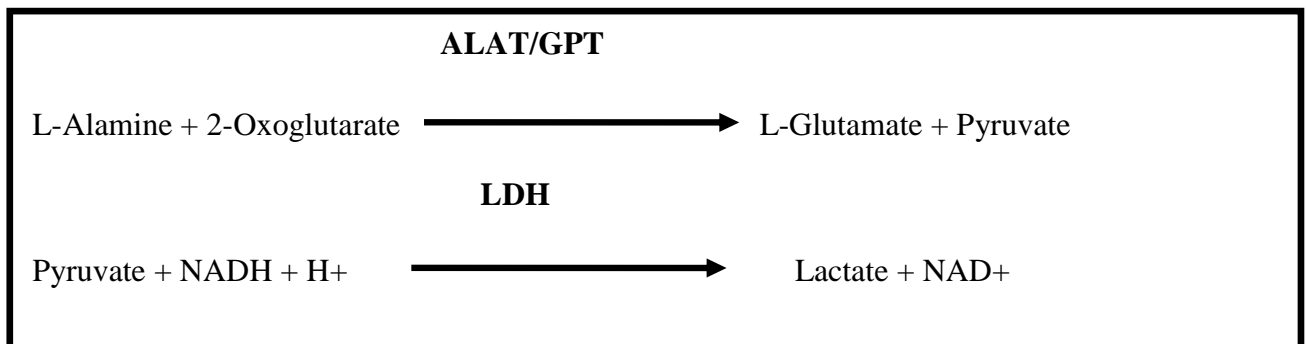 ALAT/GPT
L-Alamine + 2-Oxoglutarate L-Glutamate + Pyruvate
LDH
Pyruvate + NADH + H+ Lactate + NAD+